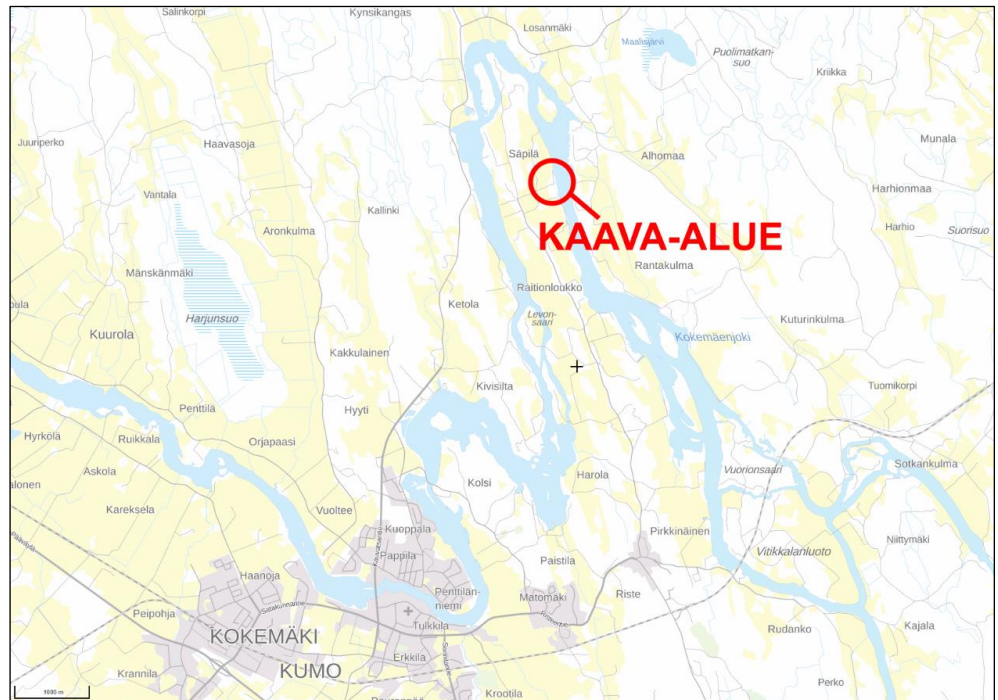 Salinkorpi
Kynsikangas
Losanmäki
Maalisjärvi
Puolimatkan-
suo
Kriikka
Juuriperko
Haavasoja
Säpilä
Alhomaa
Munala
Vantala
Kallinki
Harhionmaa
Aronkulma
Harhio
Suorisuo
KAAVA-ALUE
Mänskänmäki
Rantakulma
Raitionloukko
Ketola
Levon-
saari
Harjunsuo
Kuturinkulma
Kuurola
Kokemäenjoki
Kakkulainen
Kivisilta
Tuomikorpi
Penttilä
Hyyti
Hyrkölä
Ruikkala
Orjapaasi
Vuorionsaari
Sotkankulma
Askola
Kolsi
Harola
alonen
Kareksela
Vuoltee
Kuoppala
Pirkkinäinen
Vitikkalanluoto
Niittymäki
Pappila
Paistila
Haanoja
Penttilän-
niemi
Matomäki
Riste
Peipohja
Satakunnantie
Tulkkila
Rudanko
Kajala
KOKEMÄKI
Erkkilä
KUMO
Krannila
Perko
Krootila
1000 m